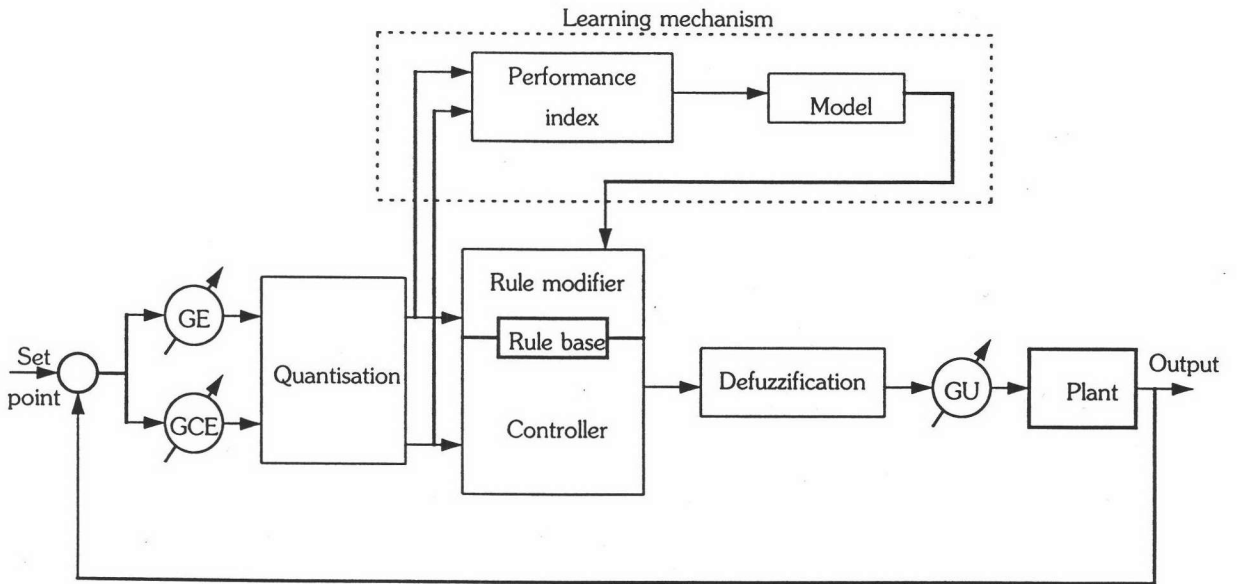 Learning mechanism
Performance
index
Model
Rule modifier
Rule base
Controller
GE
GCE
Set
point
Quantisation
Defuzzification
GU
Plant
Output